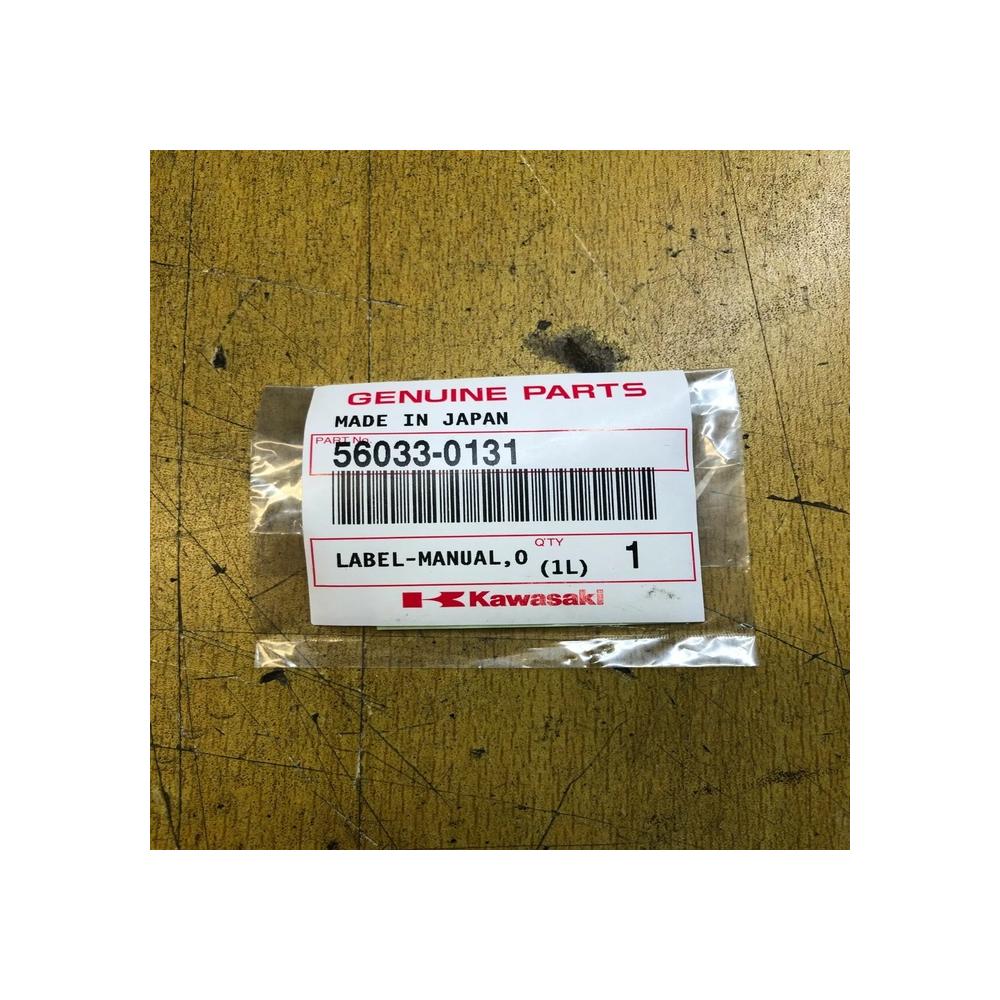 GENUINE PARTS
MADE IN JAPAN
PART No.
56033-0131
Q'TY
LABEL-MANUAL,O (1L) 1
Kawasaki